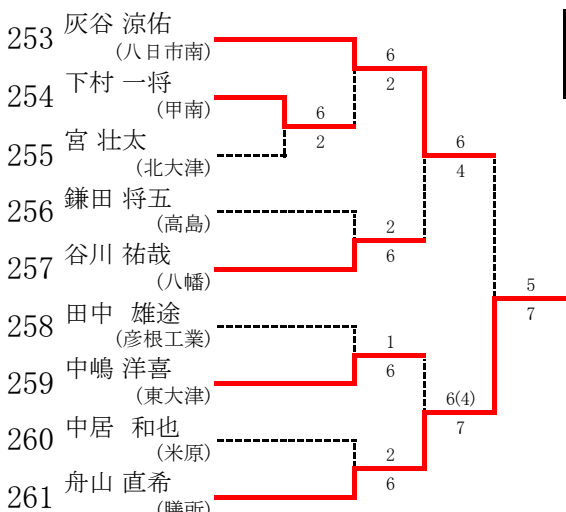 253 灰谷 涼佑
(八日市南)
6
2
254 下村 一将
(甲南)
6
2
255 宮 壮太
(北大津)
6
4
256 鎌田 将五
(高島)
2
6
257 谷川 祐哉
(八幡)
5
7
258 田中 雄途
(彦根工業)
1
6
259 中嶋 洋喜
(東大津)
6(4)
7
260 中居 和也
(米原)
2
6
261 舟山 直希
(膳所)